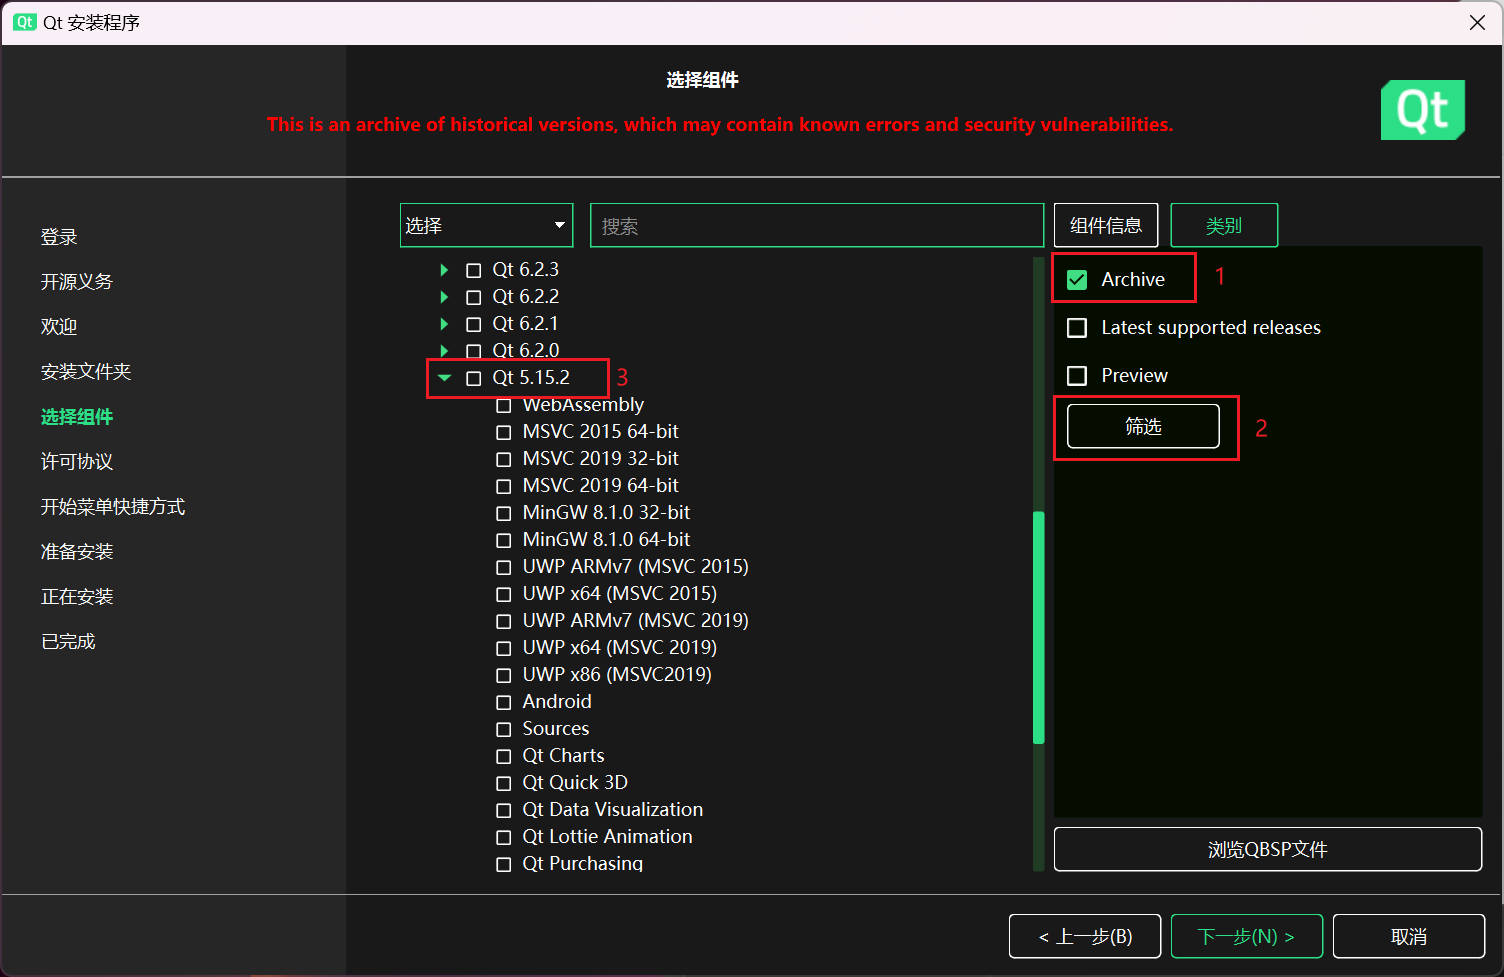 Qt Qt 安装程序
选择组件
This is an archive of historical versions, which may contain known errors and security vulnerabilities.
Qt
登录
开源义务
欢迎
安装文件夹
选择组件
许可协议
开始菜单快捷方式
准备安装
正在安装
已完成
选择
搜索
组件信息
类别
Qt 6.2.3
Qt 6.2.2
Qt 6.2.1
Qt 6.2.0
Qt 5.15.2 3
WebAssembly
MSVC 2015 64-bit
MSVC 2019 32-bit
MSVC 2019 64-bit
MinGW 8.1.0 32-bit
MinGW 8.1.0 64-bit
UWP ARMv7 (MSVC 2015)
UWP x64 (MSVC 2015)
UWP ARMv7 (MSVC 2019)
UWP x64 (MSVC 2019)
UWP x86 (MSVC2019)
Android
Sources
Qt Charts
Qt Quick 3D
Qt Data Visualization
Qt Lottie Animation
Qt Purchasing
Archive 1
Latest supported releases
Preview
筛选 2
浏览QBSP文件
< 上一步(B)
下一步(N) >
取消